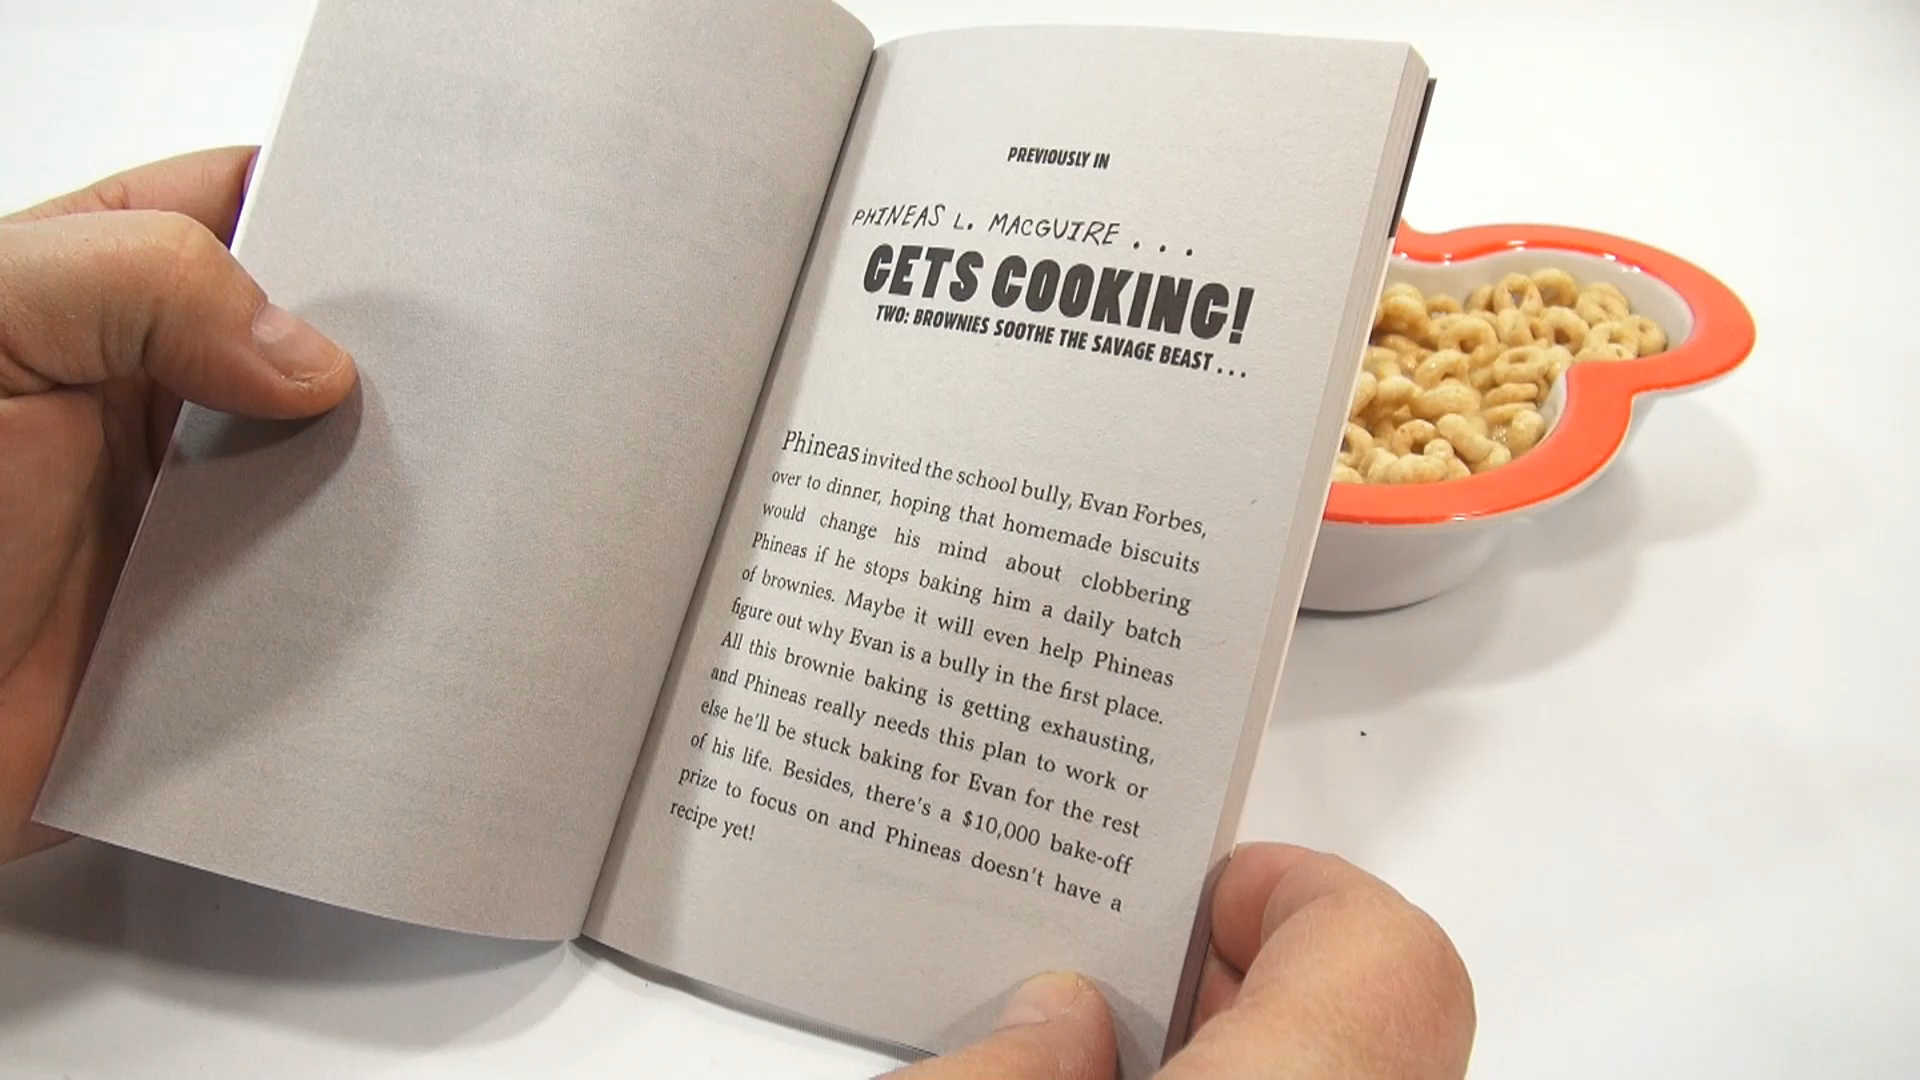 PREVIOUSLY IN
PHINEAS L. MACGUIRE . . .
GETS COOKING!
TWO: BROWNIES SOOTHE THE SAVAGE BEAST . . .
Phineas invited the school bully, Evan Forbes,
over to dinner, hoping that homemade biscuits
would change his mind about clobbering
Phineas if he stops baking him a daily batch
of brownies. Maybe it will even help Phineas
figure out why Evan is a bully in the first place.
All this brownie baking is getting exhausting,
and Phineas really needs this plan to work or
else he'll be stuck baking for Evan for the rest
of his life. Besides, there's a $10,000 bake-off
prize to focus on and Phineas doesn't have a
recipe yet!